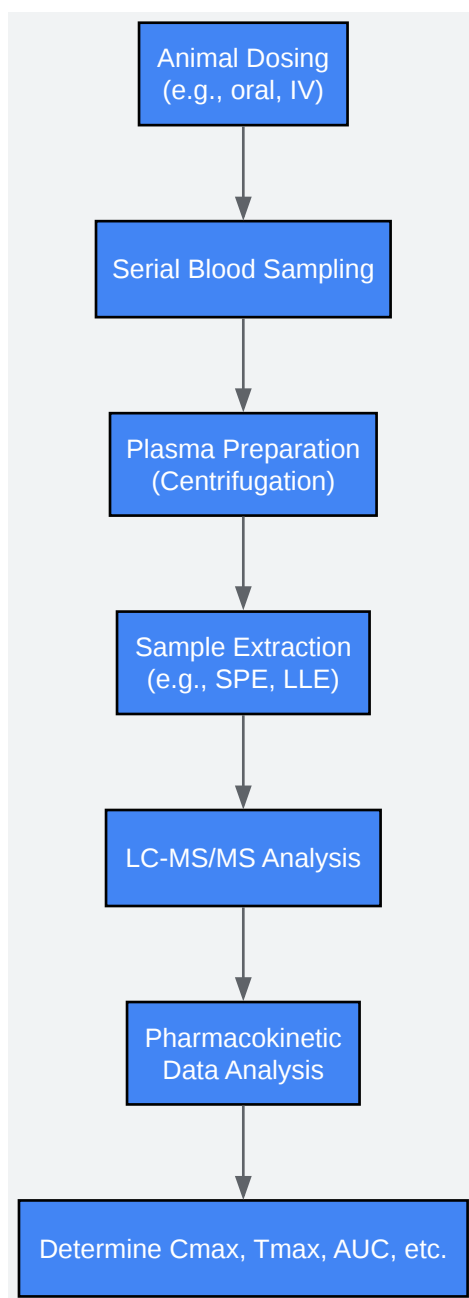 Animal Dosing
(e.g., oral, IV)
Serial Blood Sampling
Plasma Preparation
(Centrifugation)
Sample Extraction
(e.g., SPE, LLE)
LC-MS/MS Analysis
Pharmacokinetic
Data Analysis
Determine Cmax, Tmax, AUC, etc.